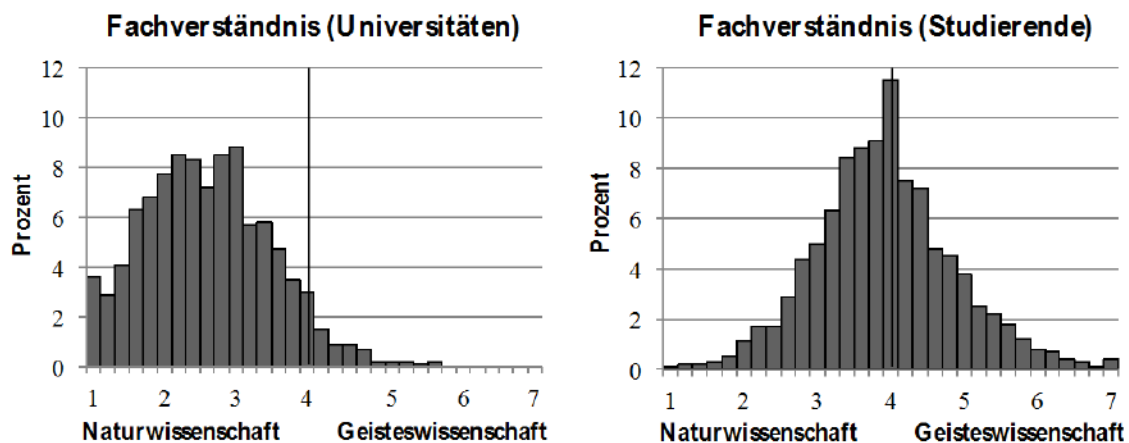 Fachverständnis (Universitäten)
12
10
8
6
4
2
0
Prozent
1 2 3 4 5 6 7
Naturwissenschaft Geisteswissenschaft
Fachverständnis (Studierende)
12
10
8
6
4
2
0
Prozent
1 2 3 4 5 6 7
Naturwissenschaft Geisteswissenschaft